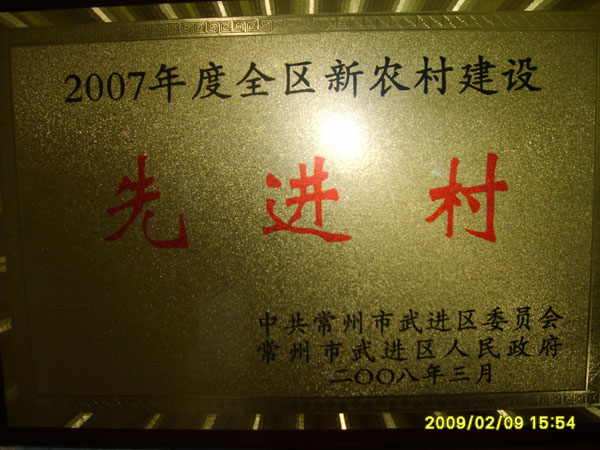 2007年度全区新农村建设
先进村
中共常州市武进区委员会
常州市武进区人民政府
二〇〇八年三月
2009/02/09 15:54